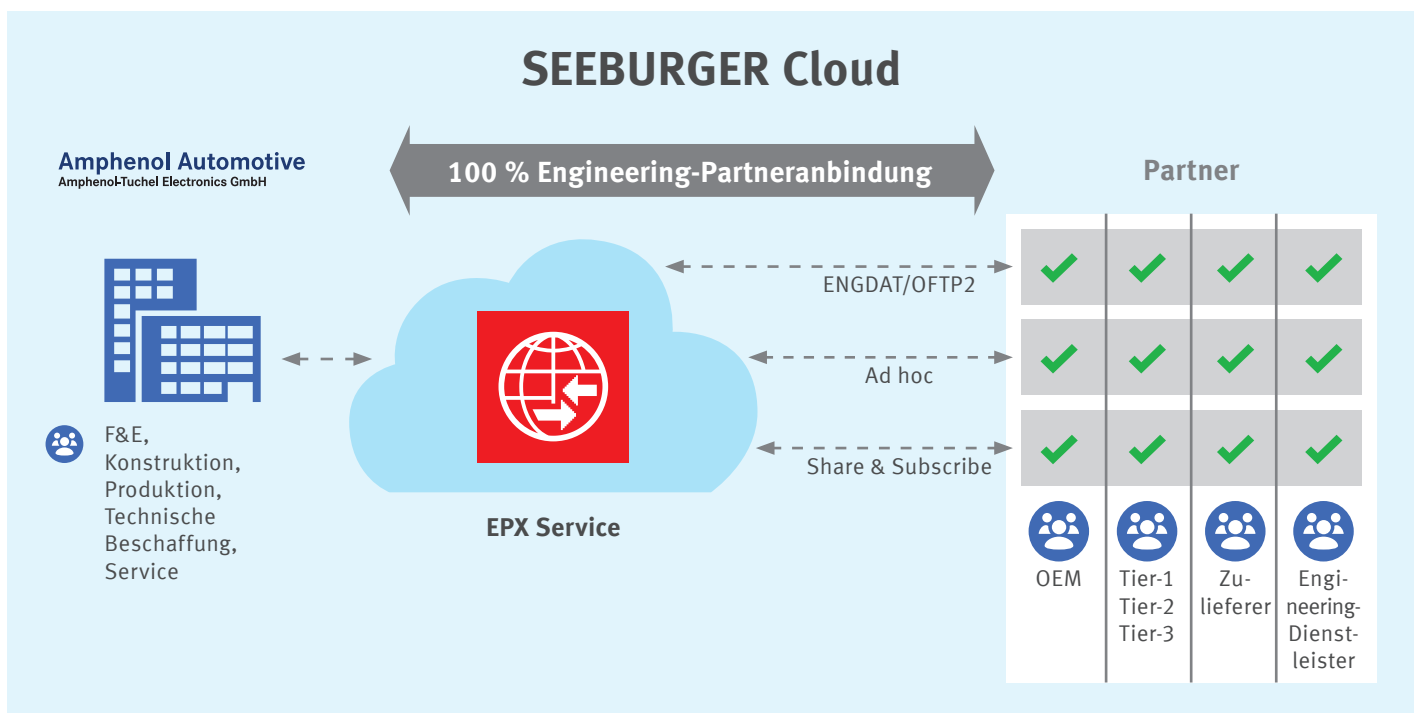 SEEBURGER Cloud
Amphenol Automotive
Amphenol-Tuchel Electronics GmbH
100 % Engineering-Partneranbindung
Partner
ENGDAT/OFTP2
Ad hoc
Share & Subscribe
F&E,
Konstruktion,
Produktion,
Technische
Beschaffung,
Service
EPX Service
OEM
Tier-1
Tier-2
Tier-3
Zu-
lieferer
Engi-
neering-
Dienst-
leister